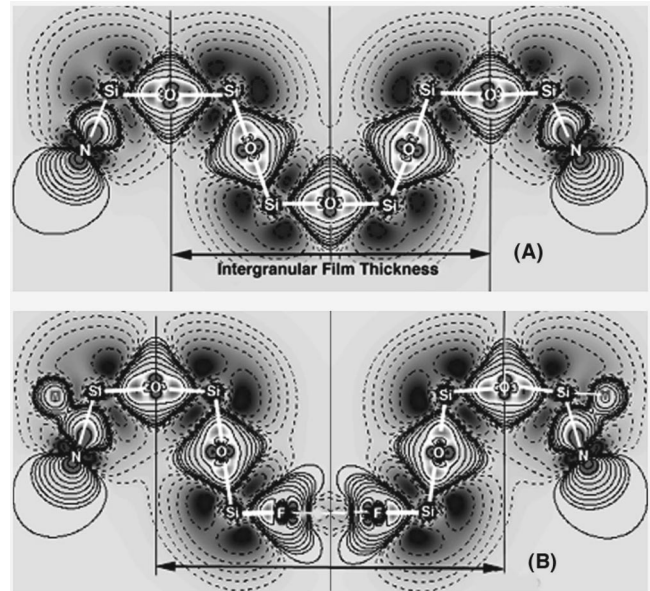 Si O Si Si O Si
N O O N
Si O Si
(A)
Intergranular Film Thickness
Si O Si Si O Si
N O O N
Si F F Si
(B)